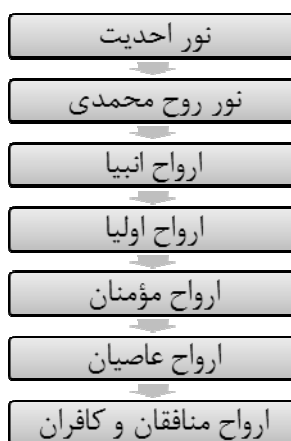 نور احدیت
نور روح محمدی
ارواح انبیا
ارواح اولیا
ارواح مؤمنان
ارواح عاصیان
ارواح منافقان و کافران